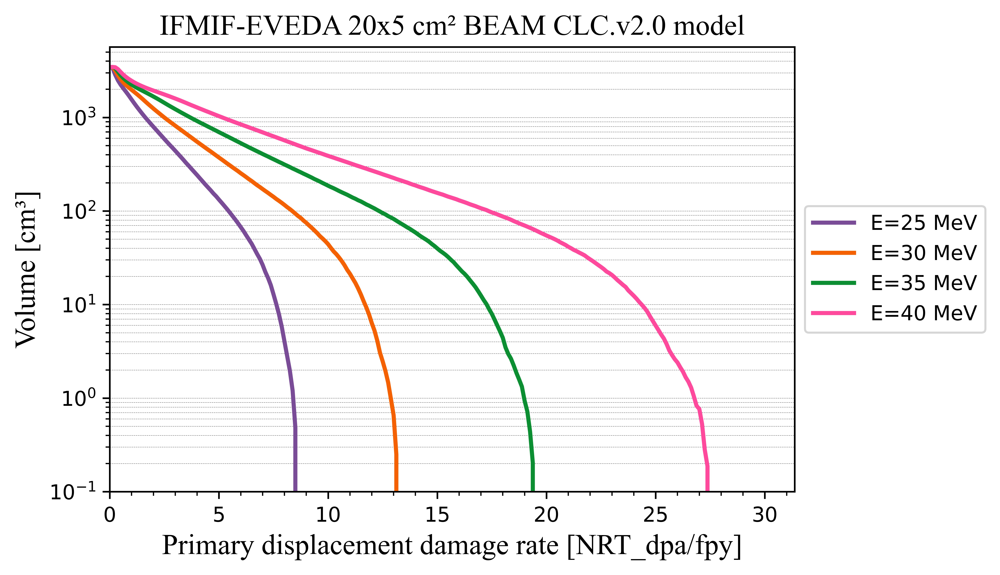 IFMIF-EVEDA 20x5 cm² BEAM CLC.v2.0 model
Volume [cm³]
10³
10²
10¹
10⁰
10⁻¹
0 5 10 15 20 25 30
Primary displacement damage rate [NRT_dpa/fpy]
E=25 MeV
E=30 MeV
E=35 MeV
E=40 MeV